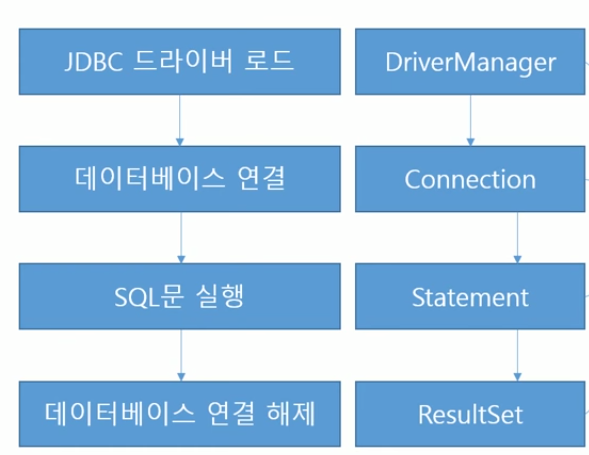 JDBC 드라이버 로드
DriverManager
데이터베이스 연결
Connection
SQL문 실행
Statement
데이터베이스 연결 해제
ResultSet